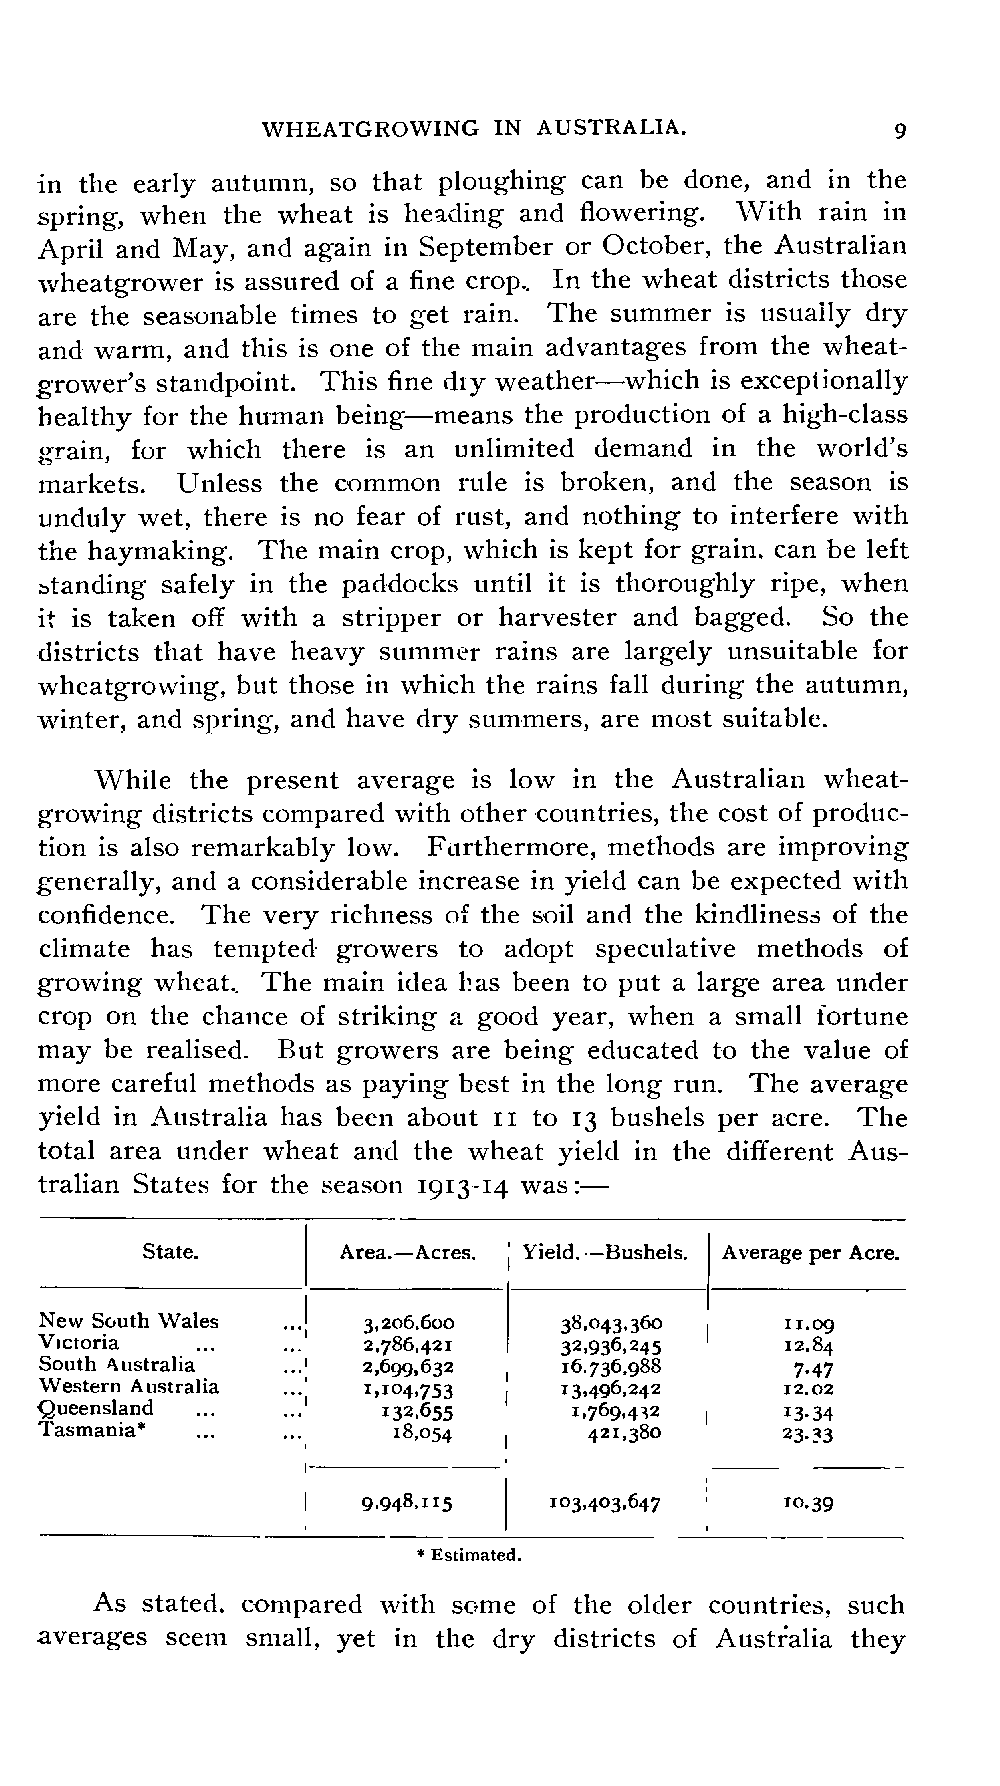 WHEATGROWING IN AUSTRALIA. 9
in the early autumn, so that ploughing can be done, and in the
spring, when the wheat is heading and flowering. With rain in
April and May, and again in September or October, the Australian
wheatgrower is assured of a fine crop. In the wheat districts those
are the seasonable times to get rain. The summer is usually dry
and warm, and this is one of the main advantages from the wheat-
grower's standpoint. This fine dry weather—which is exceptionally
healthy for the human being—means the production of a high-class
grain, for which there is an unlimited demand in the world's
markets. Unless the common rule is broken, and the season is
unduly wet, there is no fear of rust, and nothing to interfere with
the haymaking. The main crop, which is kept for grain, can be left
standing safely in the paddocks until it is thoroughly ripe, when
it is taken off with a stripper or harvester and bagged. So the
districts that have heavy summer rains are largely unsuitable for
wheatgrowing, but those in which the rains fall during the autumn,
winter, and spring, and have dry summers, are most suitable.
While the present average is low in the Australian wheat-
growing districts compared with other countries, the cost of produc-
tion is also remarkably low. Furthermore, methods are improving
generally, and a considerable increase in yield can be expected with
confidence. The very richness of the soil and the kindliness of the
climate has tempted growers to adopt speculative methods of
growing wheat. The main idea has been to put a large area under
crop on the chance of striking a good year, when a small fortune
may be realised. But growers are being educated to the value of
more careful methods as paying best in the long run. The average
yield in Australia has been about 11 to 13 bushels per acre. The
total area under wheat and the wheat yield in the different Aus-
tralian States for the season 1913-14 was:—
State. Area.—Acres. Yield.—Bushels. Average per Acre.
New South Wales ... 3,206,600 38,043,360 11.09
Victoria ... ... 2,786,421 32,936,245 12.84
South Australia ... 2,699,632 16,736,988 7.47
Western Australia ... 1,104,753 13,496,242 12.02
Queensland ... ... 132,655 1,769,432 13.34
Tasmania* ... ... 18,054 421,380 23.33
9,948,115 103,403,647 10.39
* Estimated.
As stated, compared with some of the older countries, such
averages seem small, yet in the dry districts of Australia they